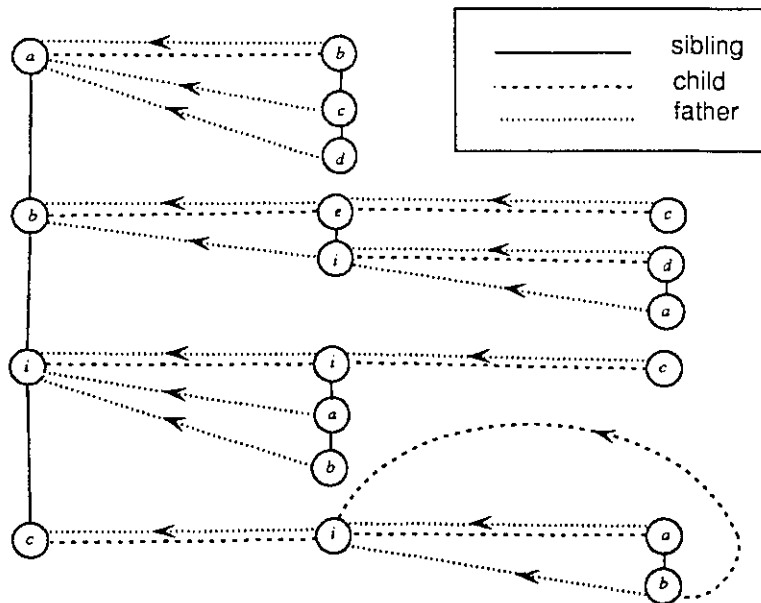 sibling
child
father
a b
c
d
b e c
i d
a
i i c
a
b
c i a
b